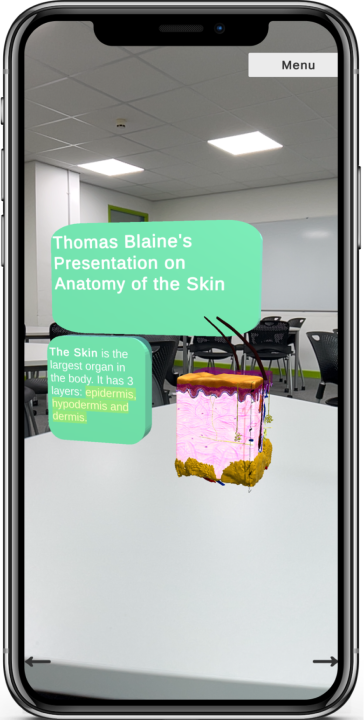 Menu
Thomas Blaine's
Presentation on
Anatomy of the Skin
The Skin is the
largest organ in
the body. It has 3
layers: epidermis,
hypodermis and
dermis.